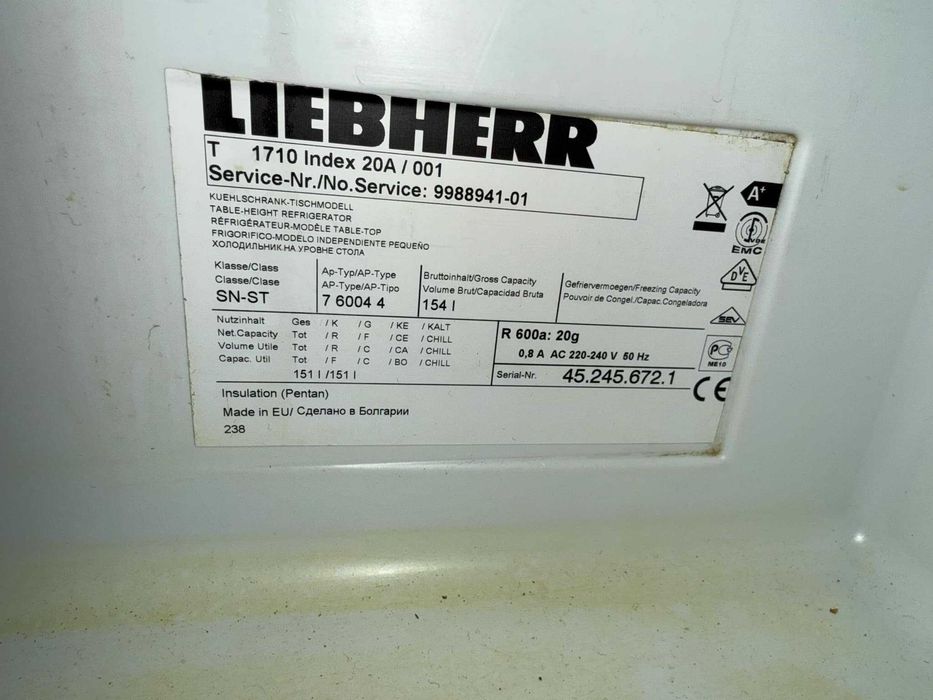 LIEBHERR
T 1710 Index 20A / 001
Service-Nr./No.Service: 9988941-01
KUEHLSCHRANK-TISCHMODELL
TABLE-HEIGHT REFRIGERATOR
RÉFRIGÉRATEUR-MODÈLE TABLE-TOP
FRIGORIFICO-MODELO INDEPENDIENTE PEQUEÑO
ХОЛОДИЛЬНИК.НА УРОВНЕ СТОЛА
A+
VDE
EMC
DVE
SEV
PC
ME10
CE
Klasse/Class
Classe/Clase
SN-ST
Ap-Typ/AP-Type
AP-Type/AP-Tipo
7 6004 4
Bruttoinhalt/Gross Capacity
Volume Brut/Capacidad Bruta
154 l
Gefriervermoegen/Freezing Capacity
Pouvoir de Congel./Capac.Congeladora
Nutzinhalt Ges / K / G / KE / KALT
Net.Capacity Tot / R / F / CE / CHILL
Volume Utile Tot / R / C / CA / CHILL
Capac. Util Tot / F / C / BO / CHILL
151 l /151 l
R 600a: 20g
0,8 A AC 220-240 V 50 Hz
Serial-Nr. 45.245.672.1
Insulation (Pentan)
Made in EU/ Сделано в Болгарии
238